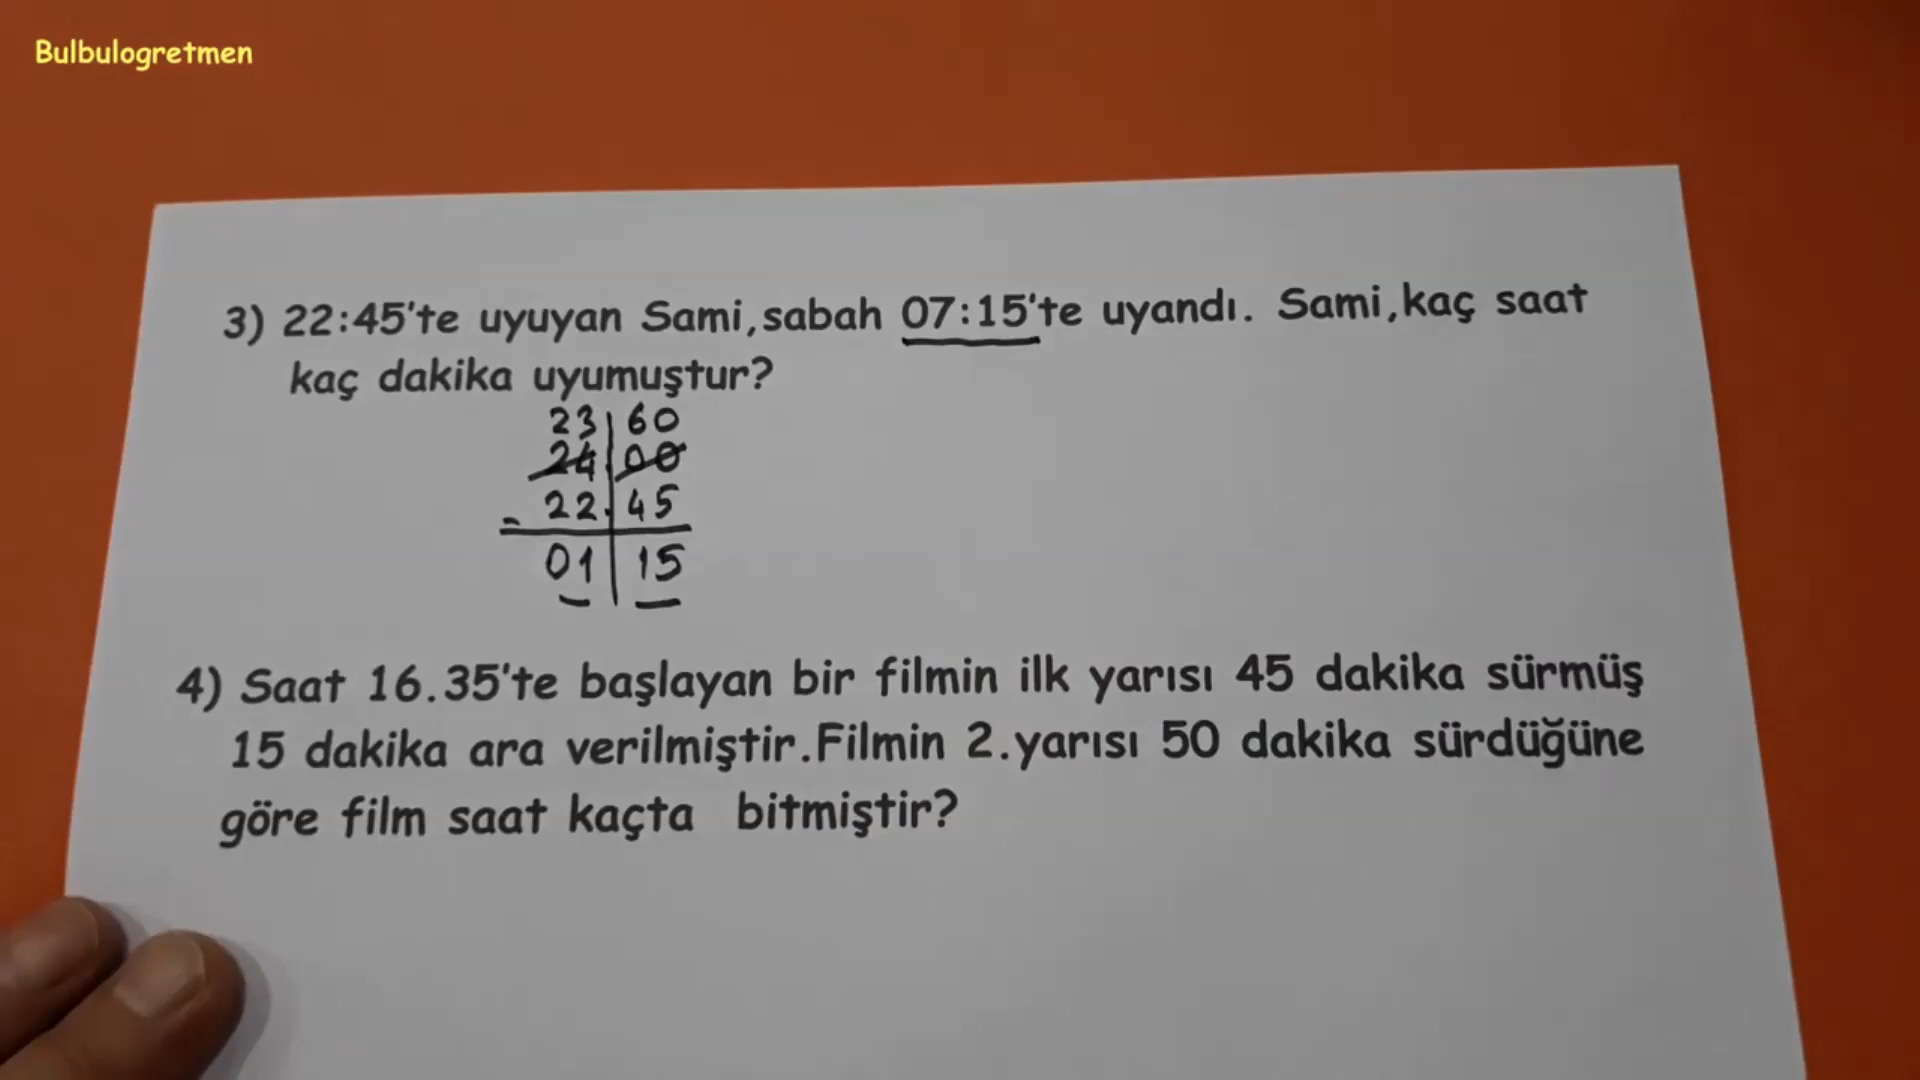 Bulbulogretmen
3) 22:45'te uyuyan Sami,sabah 07:15'te uyandı. Sami,kaç saat
kaç dakika uyumuştur?
23 60
24.00
- 22.45
01 15
4) Saat 16.35'te başlayan bir filmin ilk yarısı 45 dakika sürmüş
15 dakika ara verilmiştir.Filmin 2.yarısı 50 dakika sürdüğüne
göre film saat kaçta bitmiştir?